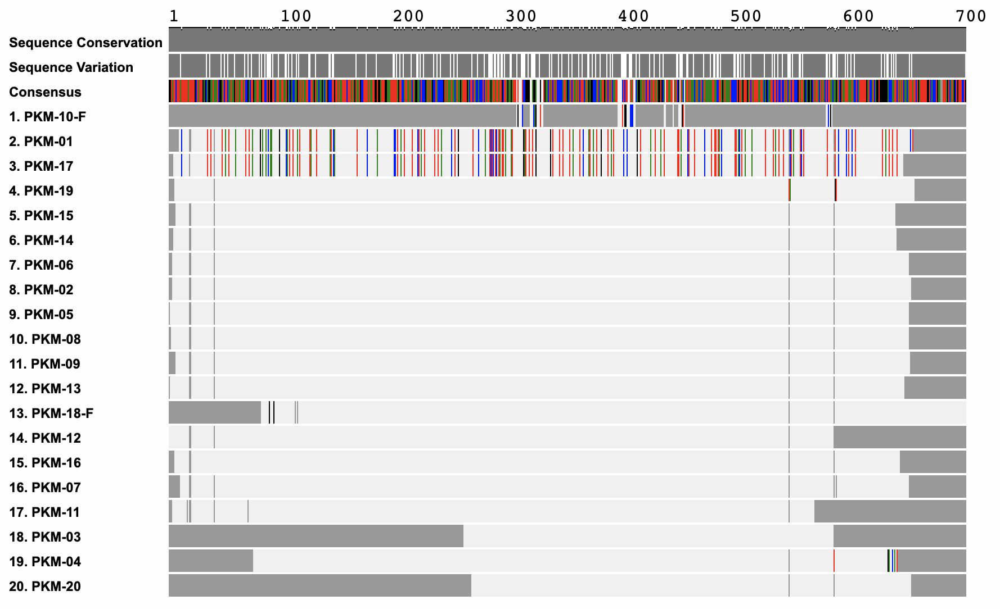 1 100 200 300 400 500 600 700
Sequence Conservation
Sequence Variation
Consensus
1. PKM-10-F
2. PKM-01
3. PKM-17
4. PKM-19
5. PKM-15
6. PKM-14
7. PKM-06
8. PKM-02
9. PKM-05
10. PKM-08
11. PKM-09
12. PKM-13
13. PKM-18-F
14. PKM-12
15. PKM-16
16. PKM-07
17. PKM-11
18. PKM-03
19. PKM-04
20. PKM-20